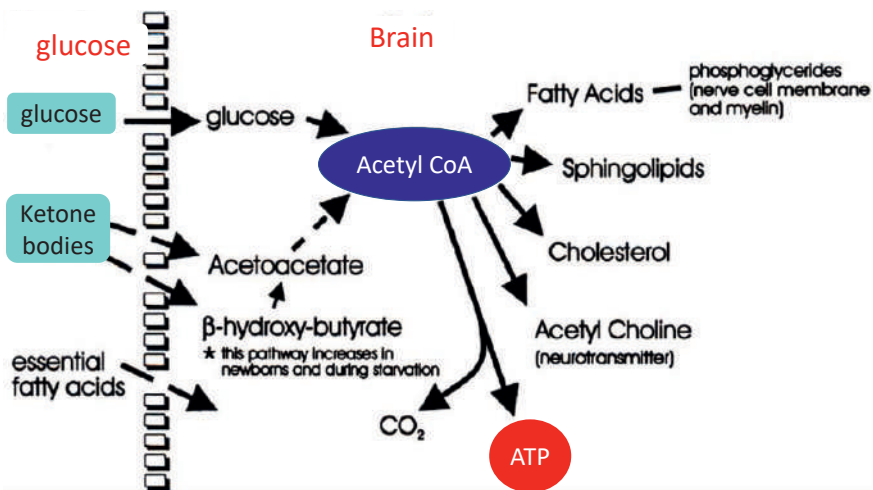 glucose
Brain
glucose
glucose
Acetyl CoA
Fatty Acids
phosphoglycerides
(nerve cell membrane
and myelin)
Sphingolipids
Ketone
bodies
Acetoacetate
Cholesterol
β-hydroxy-butyrate
* this pathway increases in
newborns and during starvation
Acetyl Choline
(neurotransmitter)
essential
fatty acids
CO₂
ATP